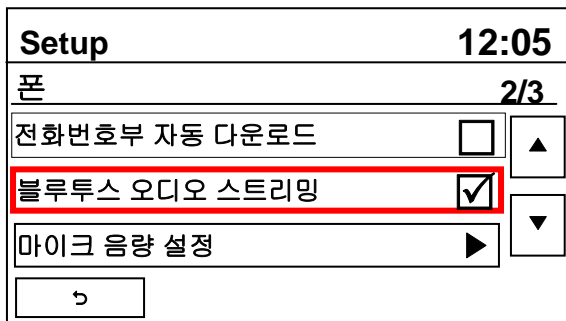 Setup 12:05
폰 2/3
전화번호부 자동 다운로드
블루투스 오디오 스트리밍
마이크 음량 설정